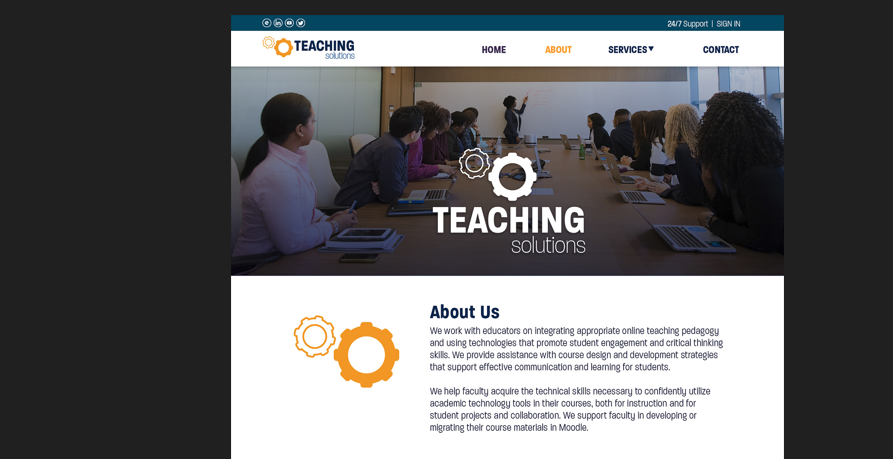 24/7 Support | SIGN IN
TEACHING
solutions
HOME ABOUT SERVICES CONTACT
TEACHING
solutions
About Us
We work with educators on integrating appropriate online teaching pedagogy
and using technologies that promote student engagement and critical thinking
skills. We provide assistance with course design and development strategies
that support effective communication and learning for students.
We help faculty acquire the technical skills necessary to confidently utilize
academic technology tools in their courses, both for instruction and for
student projects and collaboration. We support faculty in developing or
migrating their course materials in Moodle.